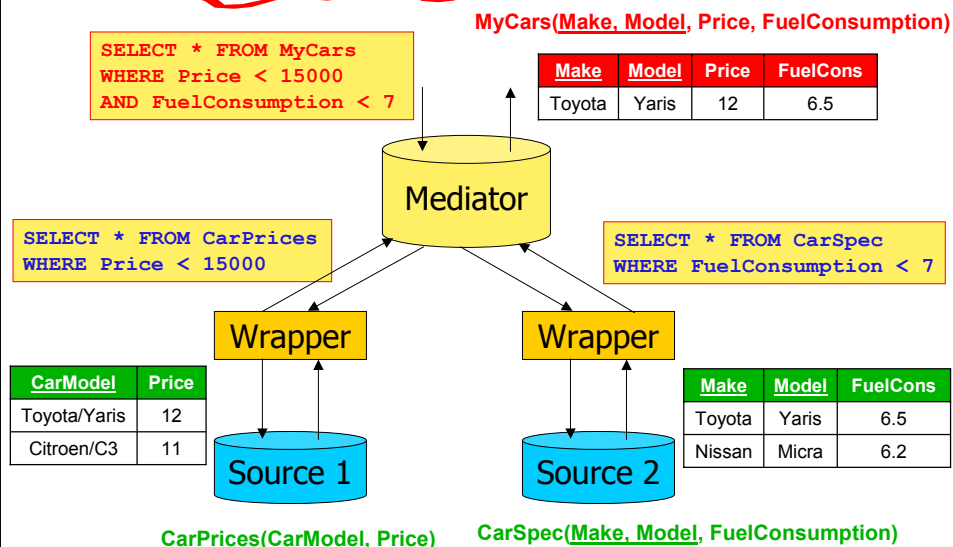 MyCars(Make, Model, Price, FuelConsumption)
SELECT * FROM MyCars
WHERE Price < 15000
AND FuelConsumption < 7
Make Model Price FuelCons
Toyota Yaris 12 6.5
Mediator
SELECT * FROM CarPrices
WHERE Price < 15000
SELECT * FROM CarSpec
WHERE FuelConsumption < 7
Wrapper
Wrapper
CarModel Price
Toyota/Yaris 12
Citroen/C3 11
Make Model FuelCons
Toyota Yaris 6.5
Nissan Micra 6.2
Source 1
Source 2
CarPrices(CarModel, Price)
CarSpec(Make, Model, FuelConsumption)